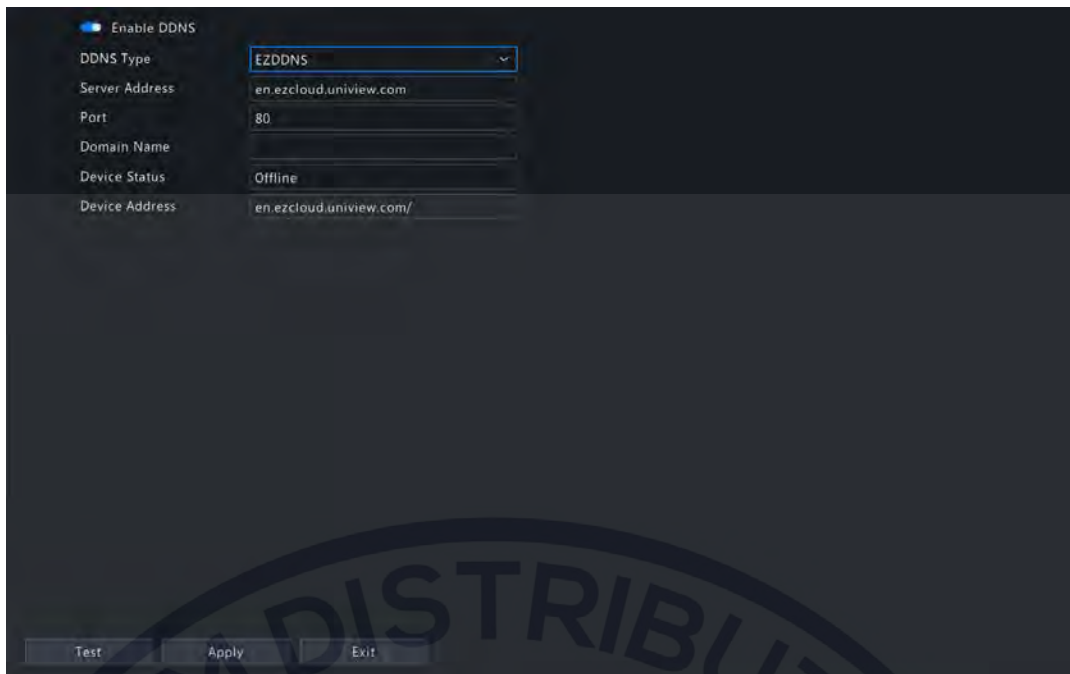 Enable DDNS
DDNS Type EZDDNS
Server Address en.ezcloud.uniview.com
Port 80
Domain Name
Device Status Offline
Device Address en.ezcloud.uniview.com/
DISTRIBUT
Test Apply Exit